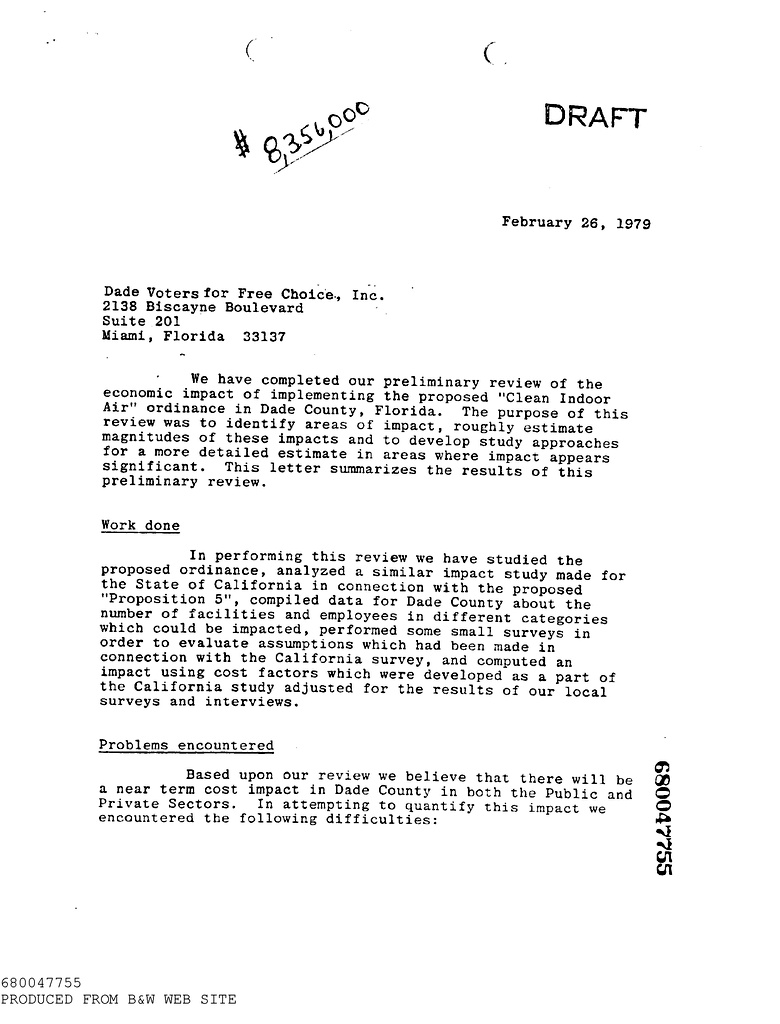 $ 8,356,000
DRAFT
February 26, 1979
Dade Voters for Free Choice, Inc.
2138 Biscayne Boulevard
Suite 201
Miami, Florida  33137
We have completed our preliminary review of the
economic impact of implementing the proposed "Clean Indoor
Air" ordinance in Dade County, Florida.  The purpose of this
review was to identify areas of impact, roughly estimate
magnitudes of these impacts and to develop study approaches
for a more detailed estimate in areas where impact appears
significant.  This letter summarizes the results of this
preliminary review.
Work done
In performing this review we have studied the
proposed ordinance, analyzed a similar impact study made for
the State of California in connection with the proposed
"Proposition 5", compiled data for Dade County about the
number of facilities and employees in different categories
which could be impacted, performed some small surveys in
order to evaluate assumptions which had been made in
connection with the California survey, and computed an
impact using cost factors which were developed as a part of
the California study adjusted for the results of our local
surveys and interviews.
Problems encountered
Based upon our review we believe that there will be
a near term cost impact in Dade County in both the Public and
Private Sectors.  In attempting to quantify this impact we
encountered the following difficulties:
680047755
680047755
PRODUCED FROM B&W WEB SITE